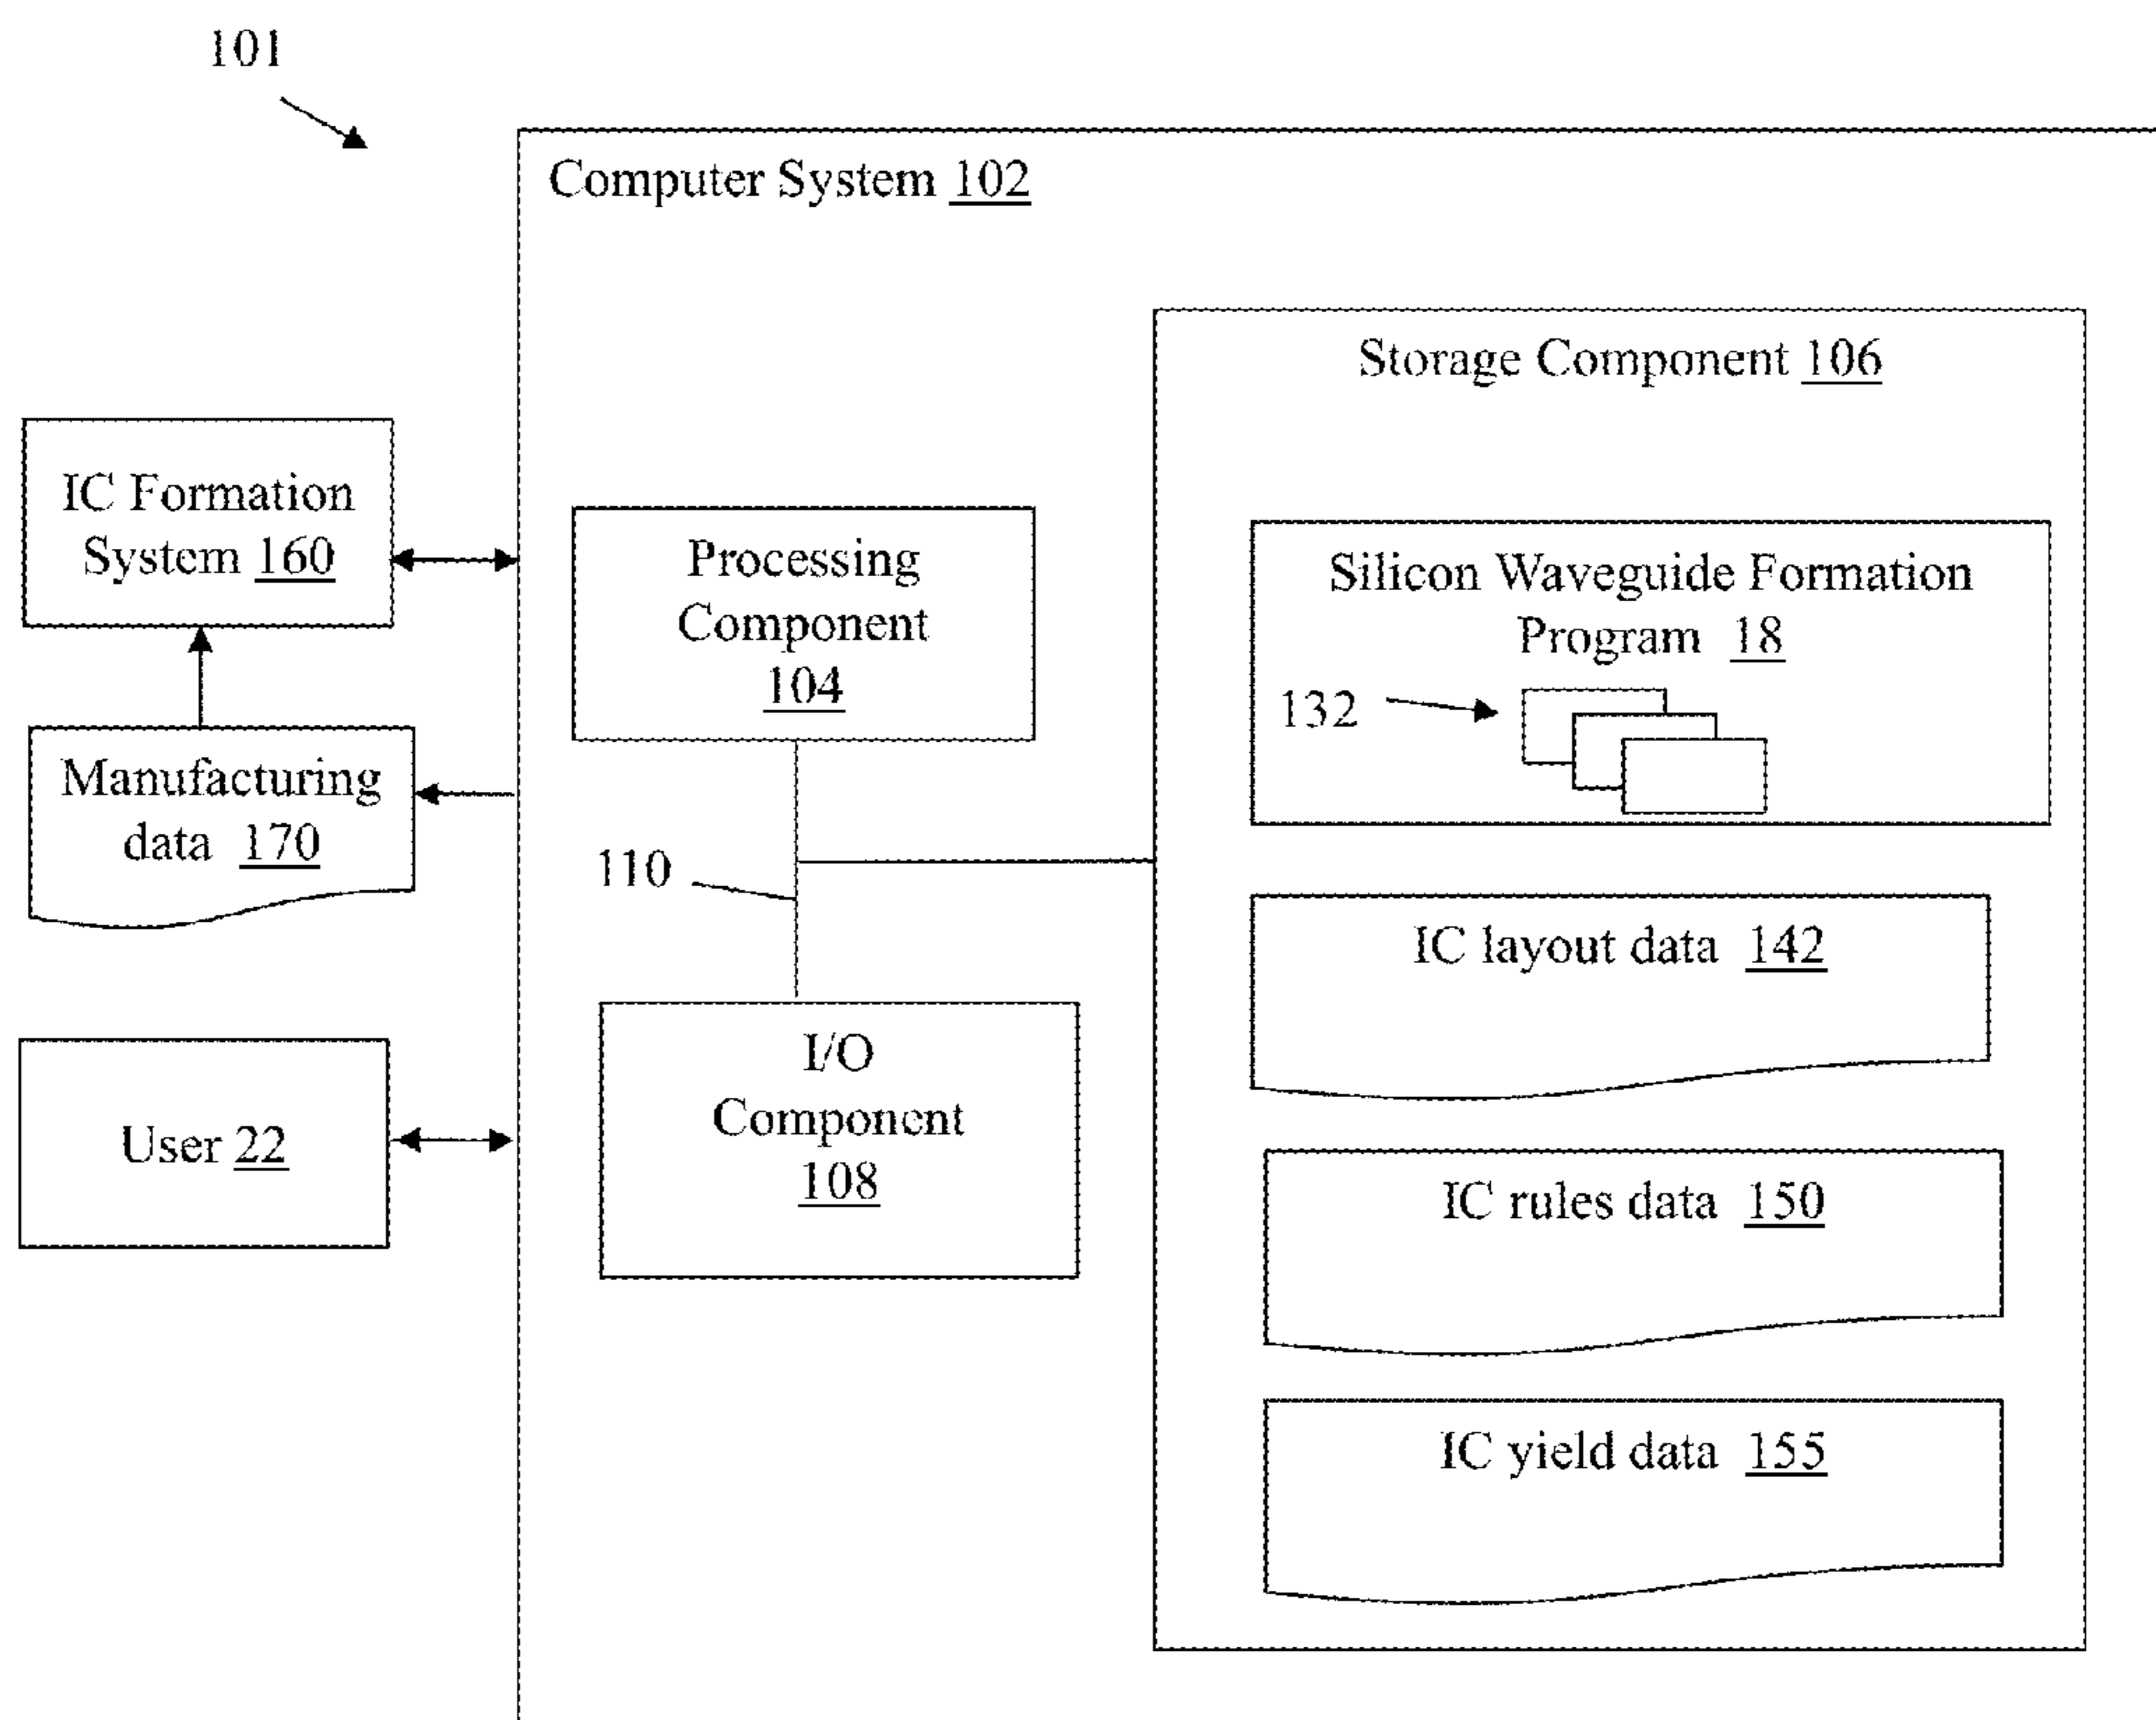 101
Computer System 102
Storage Component 106
IC Formation
System 160
Processing
Component
104
Silicon Waveguide Formation
Program 18
132
Manufacturing
data 170
110
IC layout data 142
I/O
Component
108
User 22
IC rules data 150
IC yield data 155